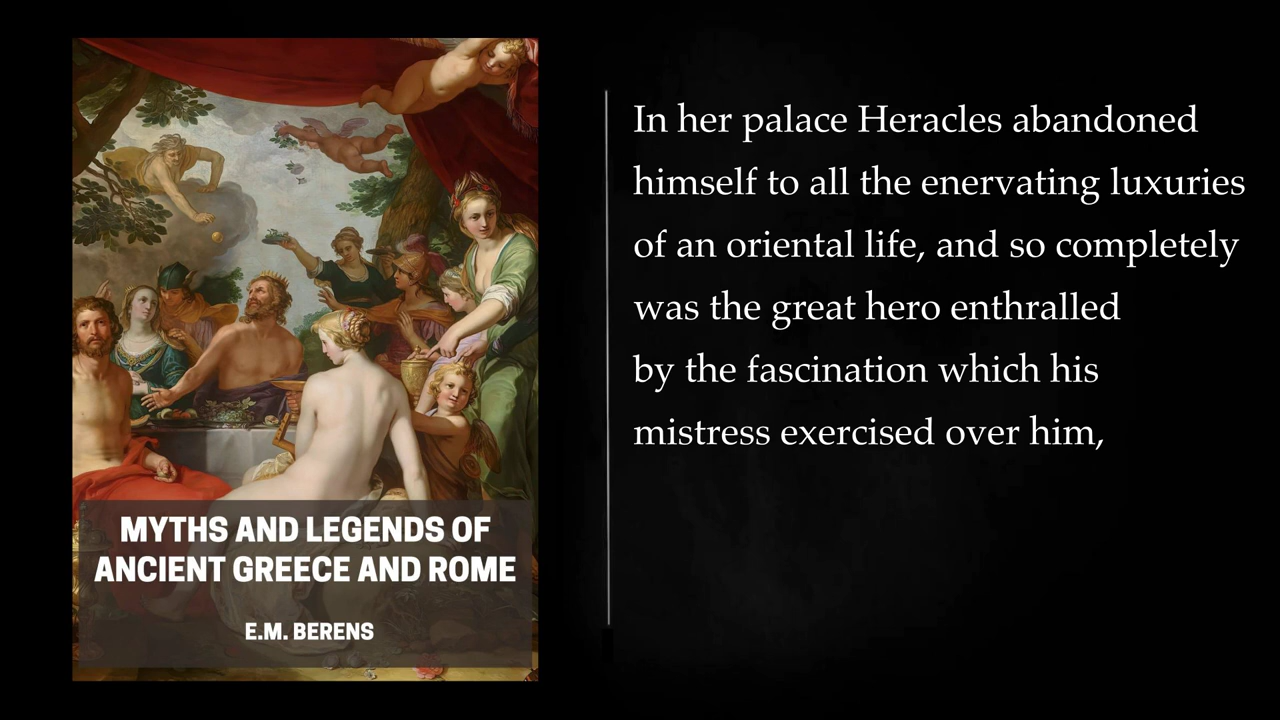 MYTHS AND LEGENDS OF
ANCIENT GREECE AND ROME
E.M. BERENS
In her palace Heracles abandoned
himself to all the enervating luxuries
of an oriental life, and so completely
was the great hero enthralled
by the fascination which his
mistress exercised over him,